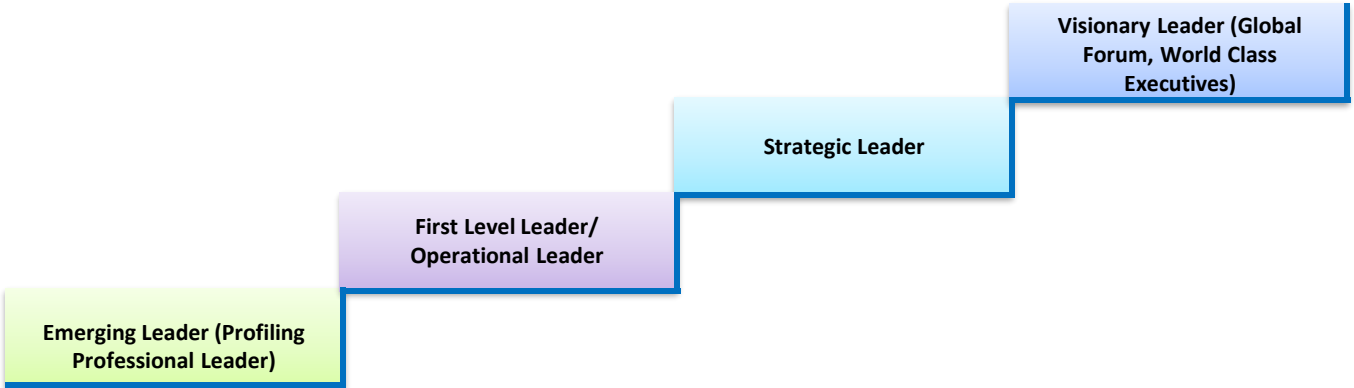 Visionary Leader (Global
Forum, World Class
Executives)
Strategic Leader
First Level Leader/
Operational Leader
Emerging Leader (Profiling
Professional Leader)